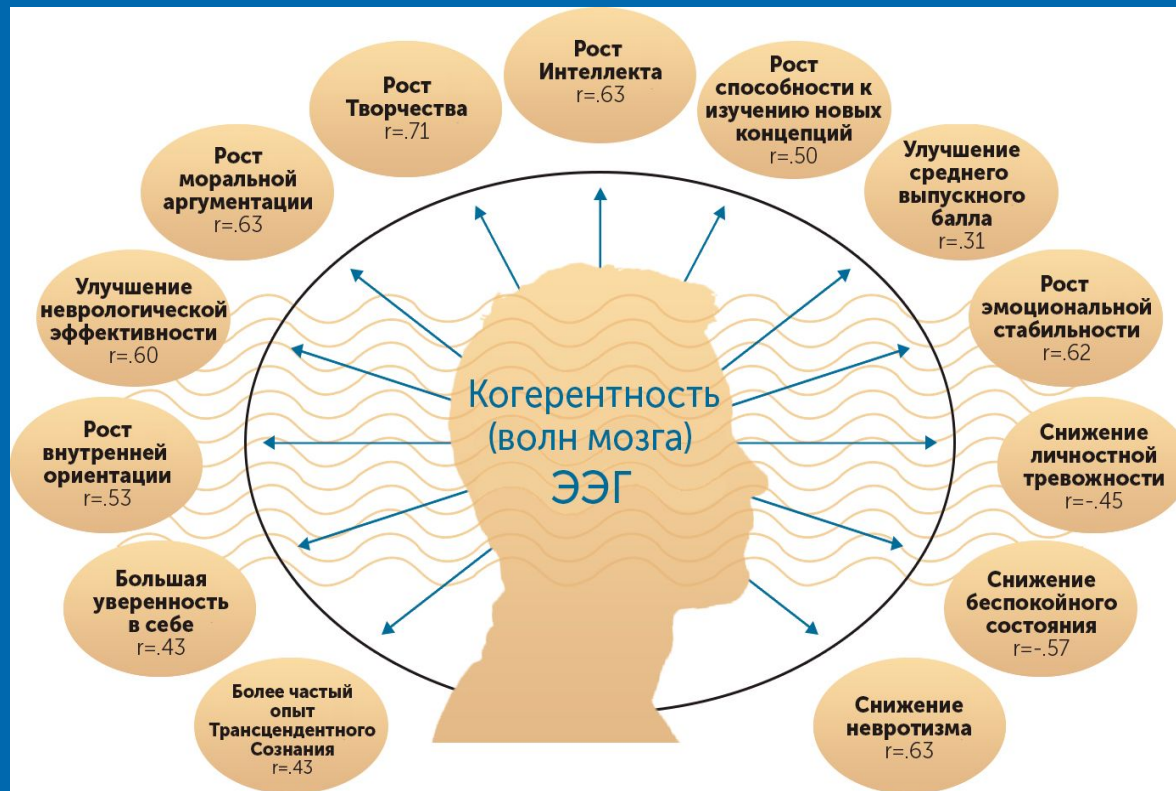 Рост
Интеллекта
r=.63
Рост
Творчества
r=.71
Рост
способности к
изучению новых
концепций
r=.50
Рост
моральной
аргументации
r=.63
Улучшение
среднего
выпускного
балла
r=.31
Улучшение
неврологической
эффективности
r=.60
Рост
эмоциональной
стабильности
r=.62
Когерентность
(волн мозга)
ЭЭГ
Рост
внутренней
ориентации
r=.53
Снижение
личностной
тревожности
r=-.45
Большая
уверенность
в себе
r=.43
Снижение
беспокойного
состояния
r=-.57
Более частый
опыт
Трансцендентного
Сознания
r=.43
Снижение
невротизма
r=.63